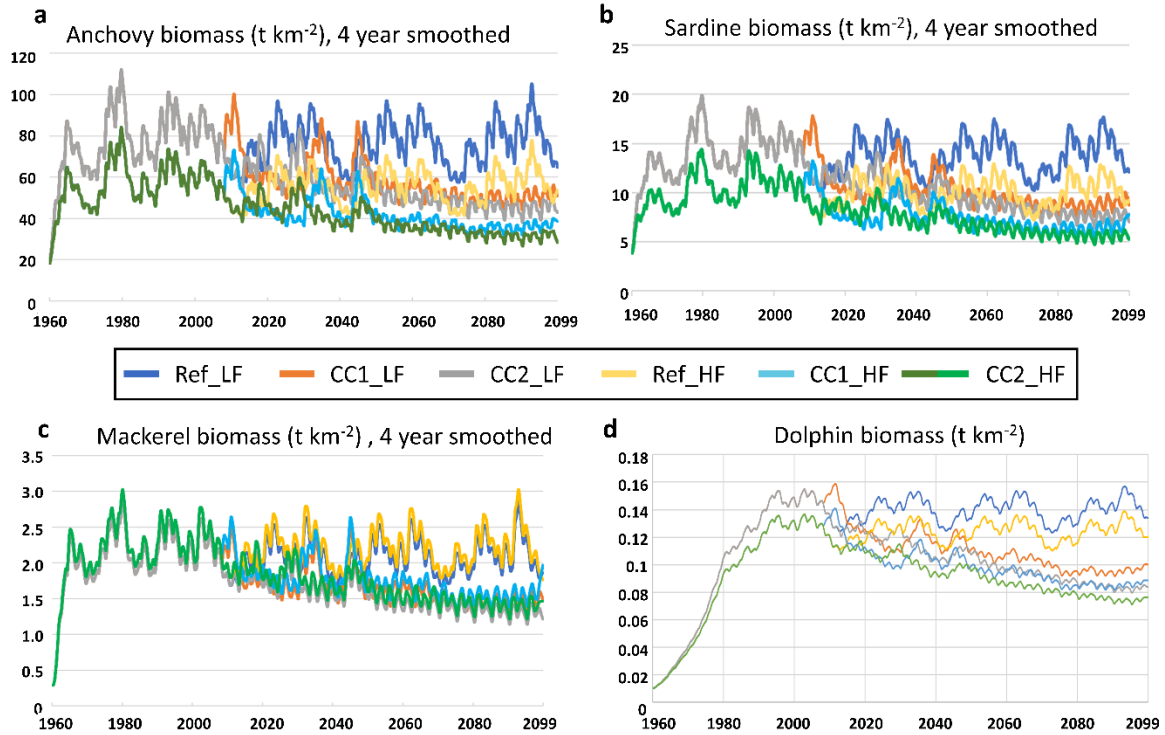 a
Anchovy biomass (t km-2), 4 year smoothed
120
100
80
60
40
20
0
1960 1980 2000 2020 2040 2060 2080 2099
b
Sardine biomass (t km-2), 4 year smoothed
25
20
15
10
5
0
1960 1980 2000 2020 2040 2060 2080 2099
Ref_LF CC1_LF CC2_LF Ref_HF CC1_HF CC2_HF
c
Mackerel biomass (t km-2) , 4 year smoothed
3.5
3.0
2.5
2.0
1.5
1.0
0.5
0
1960 1980 2000 2020 2040 2060 2080 2099
d
Dolphin biomass (t km-2)
0.18
0.16
0.14
0.12
0.1
0.08
0.06
0.04
0.02
1960 1980 2000 2020 2040 2060 2080 2099